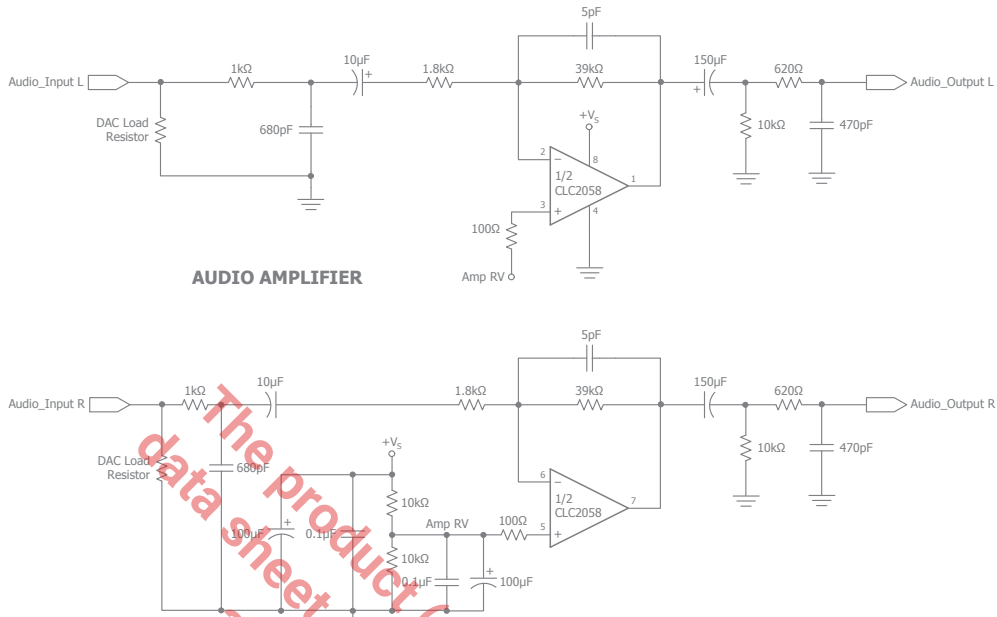 5pF
1kΩ
10µF
+
1.8kΩ
39kΩ
150µF
+
620Ω
Audio_Input L
Audio_Output L
DAC Load
Resistor
680pF
+VS
10kΩ
470pF
2
−
8
1/2
CLC2058
1
3
+
4
100Ω
Amp RV
AUDIO AMPLIFIER
5pF
1kΩ
10µF
1.8kΩ
39kΩ
150µF
620Ω
Audio_Input R
Audio_Output R
+VS
DAC Load
Resistor
680pF
10kΩ
470pF
6
−
1/2
CLC2058
7
5
+
10kΩ
Amp RV
100Ω
100µF
+
0.1µF
10kΩ
0.1µF
+
100µF
The product
data sheet